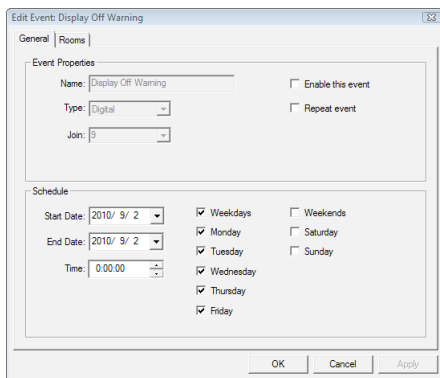 Edit Event: Display Off Warning
General Rooms
Event Properties
Name: Display Off Warning Enable this event
Type: Digital Repeat event
Join: 9
Schedule
Start Date: 2010/ 9/ 2 Weekdays Weekends
Monday Saturday
End Date: 2010/ 9/ 2 Tuesday Sunday
Time: 0:00:00 Wednesday
Thursday
Friday
OK Cancel Apply